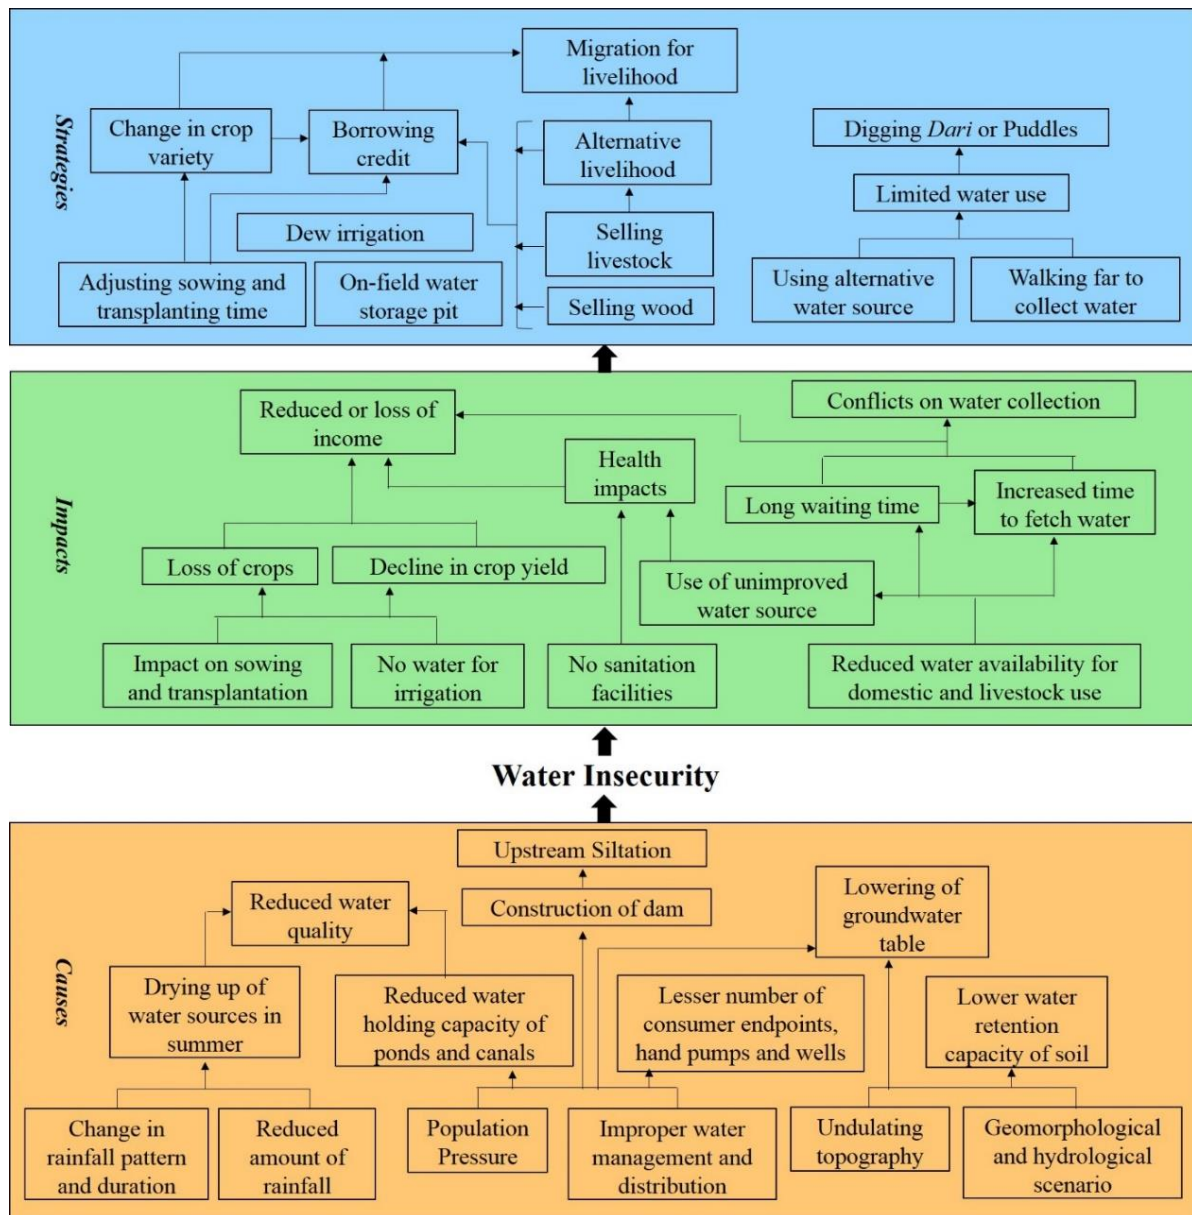 Strategies
Migration for
livelihood
Change in crop
variety
Borrowing
credit
Alternative
livelihood
Digging Dari or Puddles
Limited water use
Dew irrigation
Selling
livestock
Adjusting sowing and
transplanting time
On-field water
storage pit
Selling wood
Using alternative
water source
Walking far to
collect water
Impacts
Reduced or loss of
income
Conflicts on water collection
Health
impacts
Long waiting time
Increased time
to fetch water
Loss of crops
Decline in crop yield
Use of unimproved
water source
Impact on sowing
and transplantation
No water for
irrigation
No sanitation
facilities
Reduced water availability for
domestic and livestock use
Water Insecurity
Causes
Upstream Siltation
Reduced water
quality
Construction of dam
Lowering of
groundwater
table
Drying up of
water sources in
summer
Reduced water
holding capacity of
ponds and canals
Lesser number of
consumer endpoints,
hand pumps and wells
Lower water
retention
capacity of soil
Change in
rainfall pattern
and duration
Reduced
amount of
rainfall
Population
Pressure
Improper water
management and
distribution
Undulating
topography
Geomorphological
and hydrological
scenario